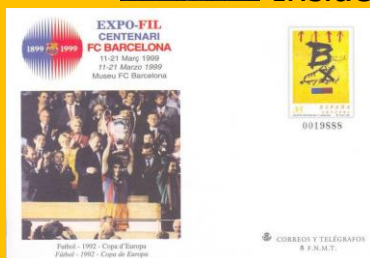 1899
1999
EXPO-FIL
CENTENARI
FC BARCELONA
11-21 Març 1999
11-21 Marzo 1999
Museu FC Barcelona
ESPAÑA
0019888
Futbol - 1992 - Copa d'Europa
Fútbol - 1992 - Copa de Europa
CORREOS Y TELÉGRAFOS
F.N.M.T.